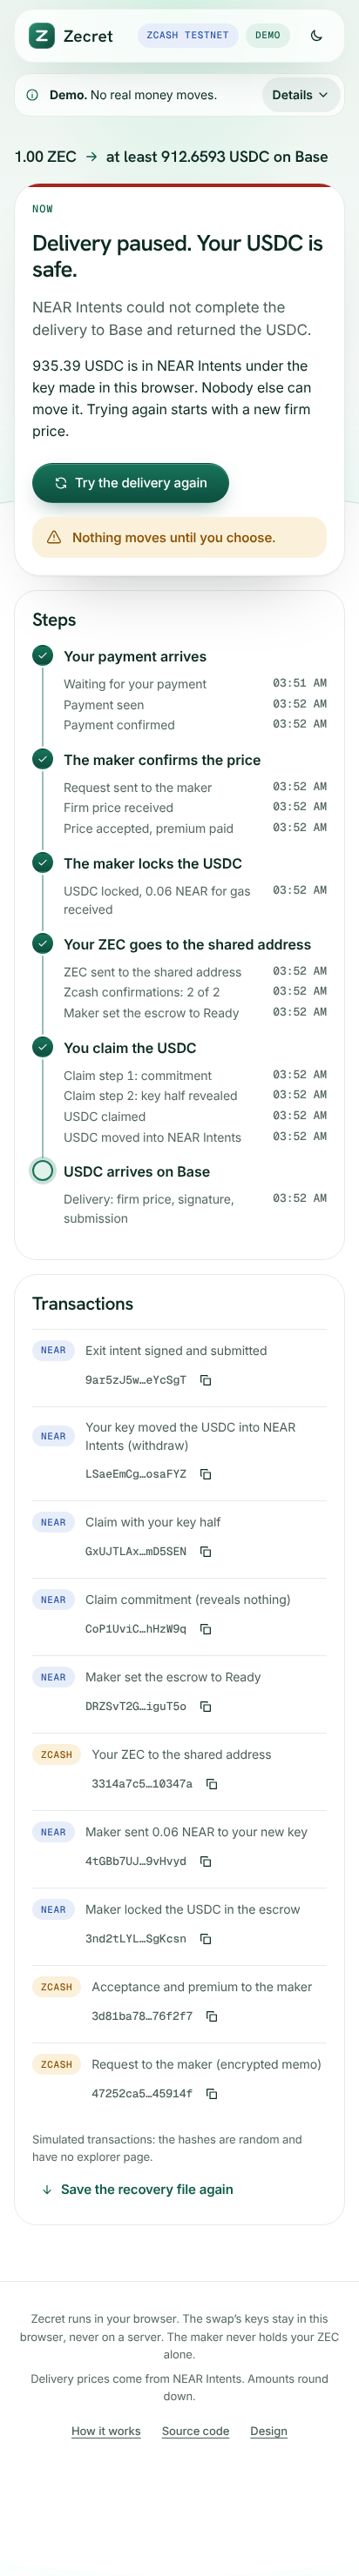 Zecret
ZCASH TESTNET
DEMO
Demo. No real money moves.
Details
1.00 ZEC → at least 912.6593 USDC on Base
NOW
Delivery paused. Your USDC is
safe.
NEAR Intents could not complete the
delivery to Base and returned the USDC.
935.39 USDC is in NEAR Intents under the
key made in this browser. Nobody else can
move it. Trying again starts with a new firm
price.
Try the delivery again
Nothing moves until you choose.
Steps
Your payment arrives
Waiting for your payment 03:51 AM
Payment seen 03:52 AM
Payment confirmed 03:52 AM
The maker confirms the price
Request sent to the maker 03:52 AM
Firm price received 03:52 AM
Price accepted, premium paid 03:52 AM
The maker locks the USDC
USDC locked, 0.06 NEAR for gas 03:52 AM
received
Your ZEC goes to the shared address
ZEC sent to the shared address 03:52 AM
Zcash confirmations: 2 of 2 03:52 AM
Maker set the escrow to Ready 03:52 AM
You claim the USDC
Claim step 1: commitment 03:52 AM
Claim step 2: key half revealed 03:52 AM
USDC claimed 03:52 AM
USDC moved into NEAR Intents 03:52 AM
USDC arrives on Base
Delivery: firm price, signature, 03:52 AM
submission
Transactions
NEAR Exit intent signed and submitted
9ar5zJ5w…eYcSgT
NEAR Your key moved the USDC into NEAR
Intents (withdraw)
LSaeEmCg…osaFYZ
NEAR Claim with your key half
GxUJTLAx…mD5SEN
NEAR Claim commitment (reveals nothing)
CoP1UviC…hHzW9q
NEAR Maker set the escrow to Ready
DRZSvT2G…iguT5o
ZCASH Your ZEC to the shared address
3314a7c5…10347a
NEAR Maker sent 0.06 NEAR to your new key
4tGBb7UJ…9vHvyd
NEAR Maker locked the USDC in the escrow
3nd2tLYL…SgKcsn
ZCASH Acceptance and premium to the maker
3d81ba78…76f2f7
ZCASH Request to the maker (encrypted memo)
47252ca5…45914f
Simulated transactions: the hashes are random and
have no explorer page.
Save the recovery file again
Zecret runs in your browser. The swap's keys stay in this
browser, never on a server. The maker never holds your ZEC
alone.
Delivery prices come from NEAR Intents. Amounts round
down.
How it works Source code Design